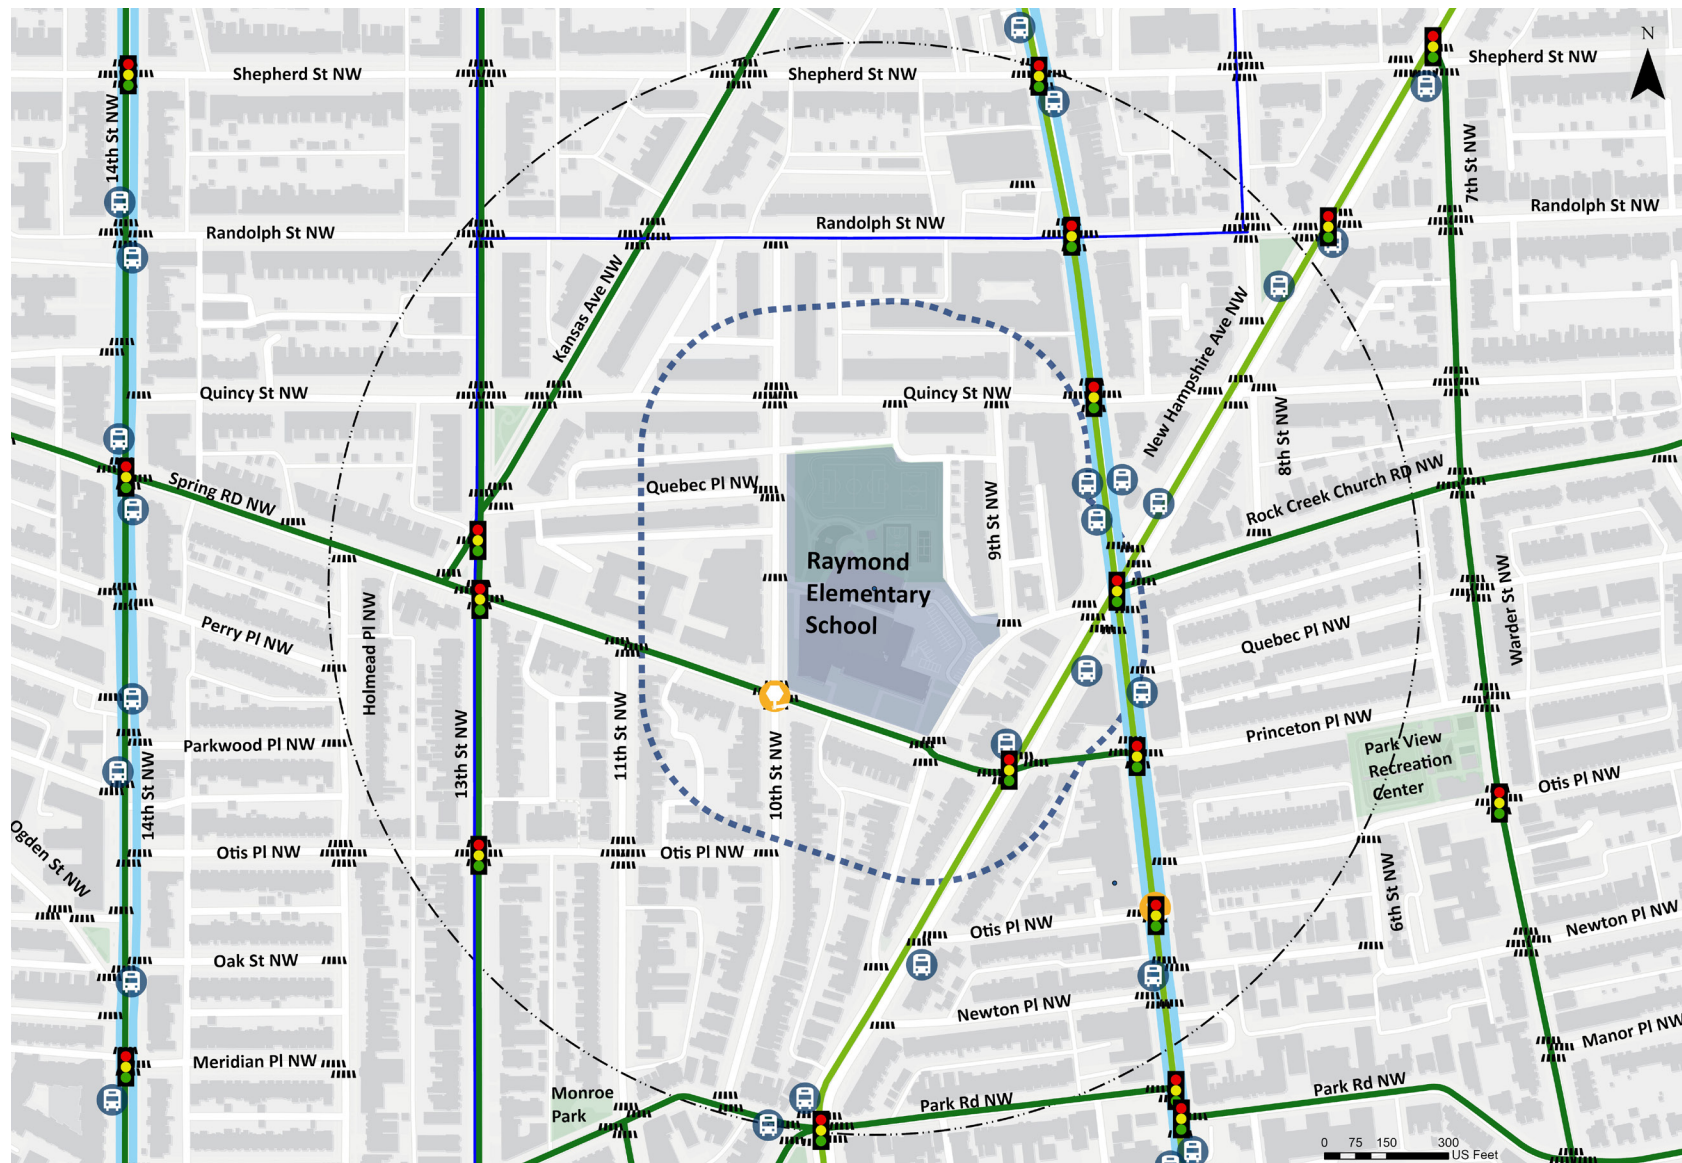 N
Shepherd St NW
Shepherd St NW
Shepherd St NW
14th St NW
7th St NW
Randolph St NW
Randolph St NW
Randolph St NW
Kansas Ave NW
New Hampshire Ave NW
Quincy St NW
Quincy St NW
8th St NW
Spring RD NW
Quebec Pl NW
9th St NW
Rock Creek Church RD NW
Raymond
Elementary
School
Holmead Pl NW
Perry Pl NW
Quebec Pl NW
Warder St NW
13th St NW
11th St NW
10th St NW
Parkwood Pl NW
14th St NW
Princeton Pl NW
Park View
Recreation
Center
Otis Pl NW
Ogden St NW
Otis Pl NW
Otis Pl NW
6th St NW
Otis Pl NW
Newton Pl NW
Oak St NW
Newton Pl NW
Manor Pl NW
Meridian Pl NW
Monroe
Park
Park Rd NW
Park Rd NW
0 75 150 300
US Feet